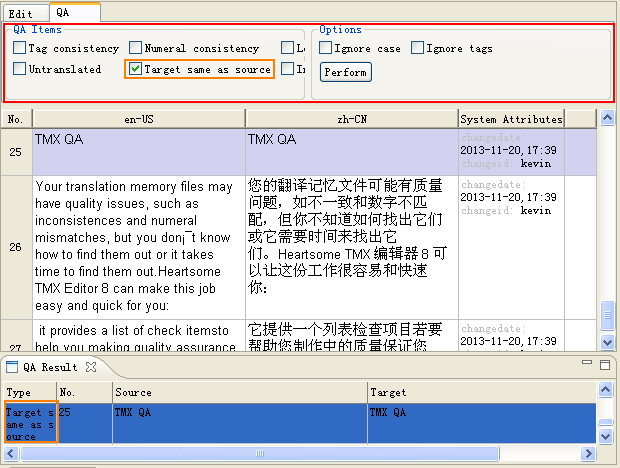 Edit QA
QA Items Options
Tag consistency Numeral consistency Ignore case Ignore tags
Untranslated Target same as source Perform
No. en-US zh-CN System Attributes
25 TMX QA TMX QA changedate:
2013-11-20, 17:39
changeid: kevin
26
Your translation memory files may
have quality issues, such as
inconsistences and numeral
mismatches, but you don¡¯t know
how to find them out or it takes
time to find them out.Heartsome
TMX Editor 8 can make this job
easy and quick for you:
您的翻译记忆文件可能有质量
问题，如不一致和数字不匹
配，但你不知道如何找出它们
或它需要时间来找出它
们。Heartsome TMX 编辑器 8 可
以让这份工作很容易和快速
你：
changedate:
2013-11-20, 17:39
changeid: kevin
27
it provides a list of check itemsto
help you making quality assurance
它提供一个列表检查项目若要
帮助您制作中的质量保证您
changedate:
2013-11-20, 17:39
changeid: kevin
QA Result
Type No. Source Target
Target s
ame as s
ource
25 TMX QA TMX QA